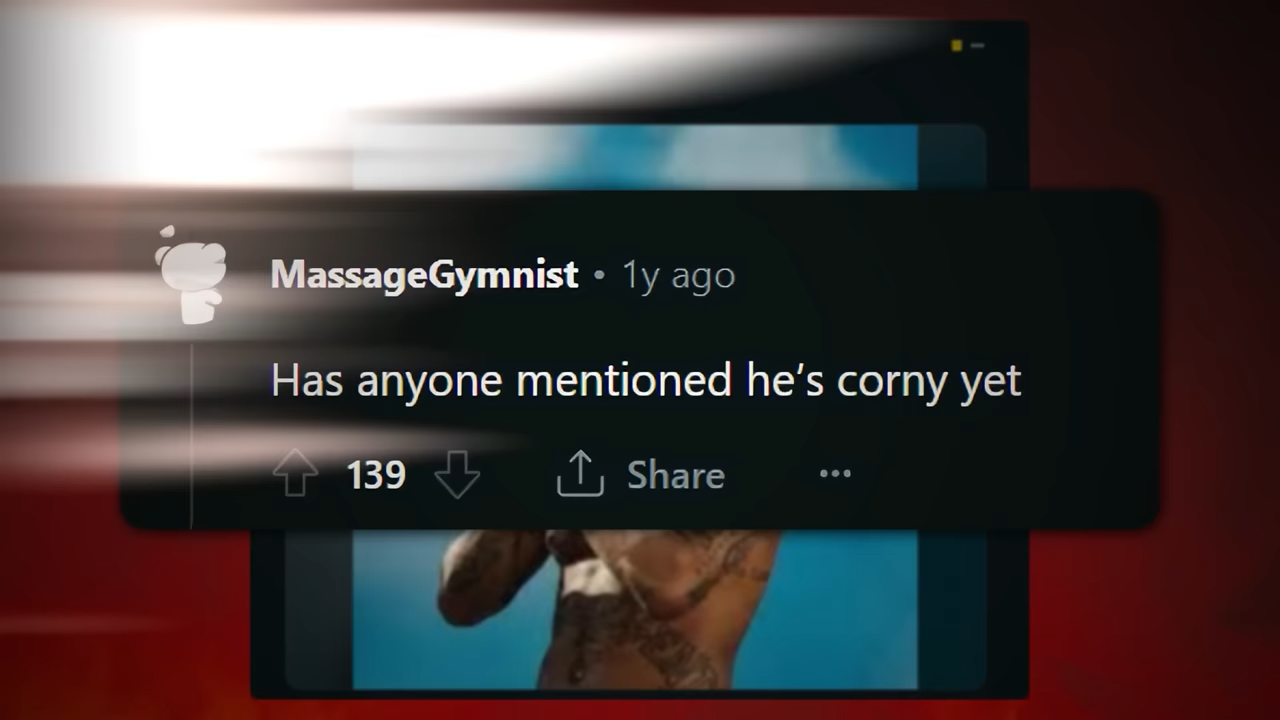 MassageGymnist • 1y ago
Has anyone mentioned he’s corny yet
139 Share